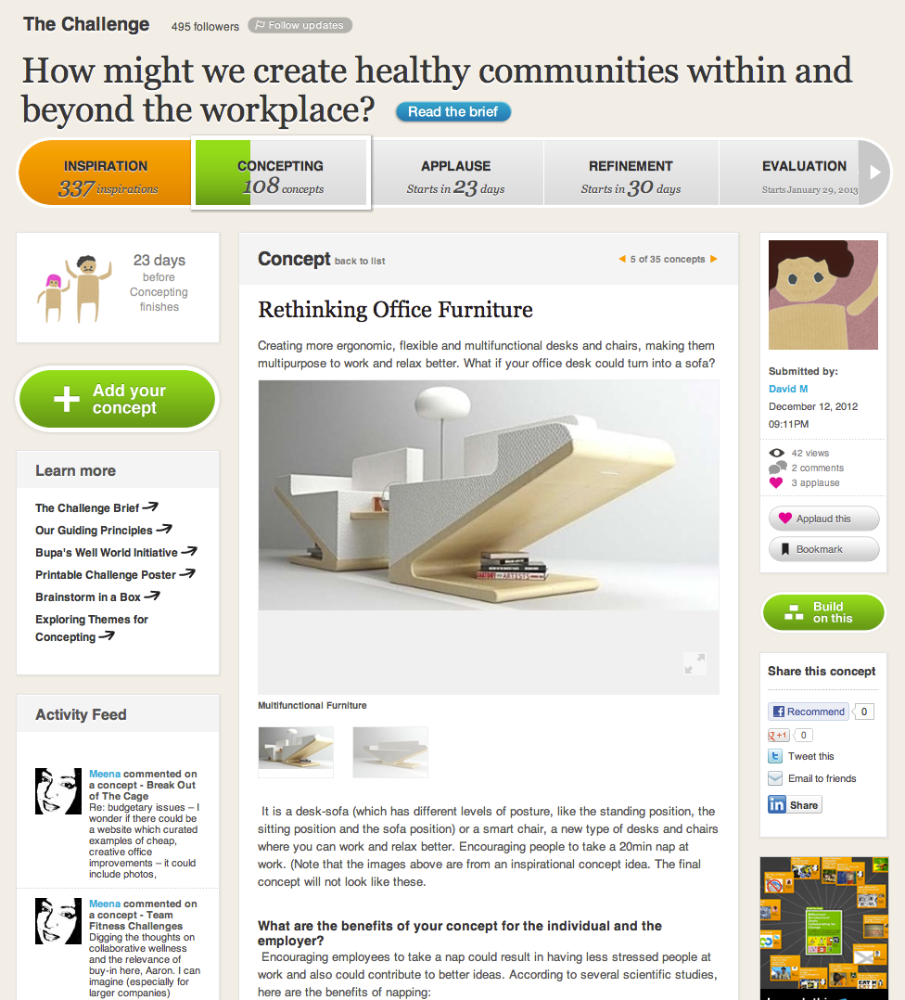 The Challenge 495 followers Follow updates
How might we create healthy communities within and
beyond the workplace? Read the brief
INSPIRATION
337 inspirations
CONCEPTING
108 concepts
APPLAUSE
Starts in 23 days
REFINEMENT
Starts in 30 days
EVALUATION
Starts January 29, 2013
23 days
before
Concepting
finishes
Add your
concept
Learn more
The Challenge Brief
Our Guiding Principles
Bupa's Well World Initiative
Printable Challenge Poster
Brainstorm in a Box
Exploring Themes for
Concepting
Activity Feed
Meena commented on
a concept - Break Out
of The Cage
Re: budgetary issues – I
wonder if there could be
a website which curated
examples of cheap,
creative office
improvements – it could
include photos,
Meena commented on
a concept - Team
Fitness Challenges
Digging the thoughts on
collaborative wellness
and the relevance of
buy-in here, Aaron. I can
imagine (especially for
larger companies)
Concept back to list
5 of 35 concepts
Rethinking Office Furniture
Creating more ergonomic, flexible and multifunctional desks and chairs, making them
multipurpose to work and relax better. What if your office desk could turn into a sofa?
ANATOMY
ARTISTS
Multifunctional Furniture
It is a desk-sofa (which has different levels of posture, like the standing position, the
sitting position and the sofa position) or a smart chair, a new type of desks and chairs
where you can work and relax better. Encouraging people to take a 20min nap at
work. (Note that the images above are from an inspirational concept idea. The final
concept will not look like these.
What are the benefits of your concept for the individual and the
employer?
Encouraging employees to take a nap could result in having less stressed people at
work and also could contribute to better ideas. According to several scientific studies,
here are the benefits of napping:
Submitted by:
David M
December 12, 2012
09:11PM
42 views
2 comments
3 applause
Applaud this
Bookmark
Build
on this
Share this concept
Recommend 0
g +1 0
Tweet this
Email to friends
in Share